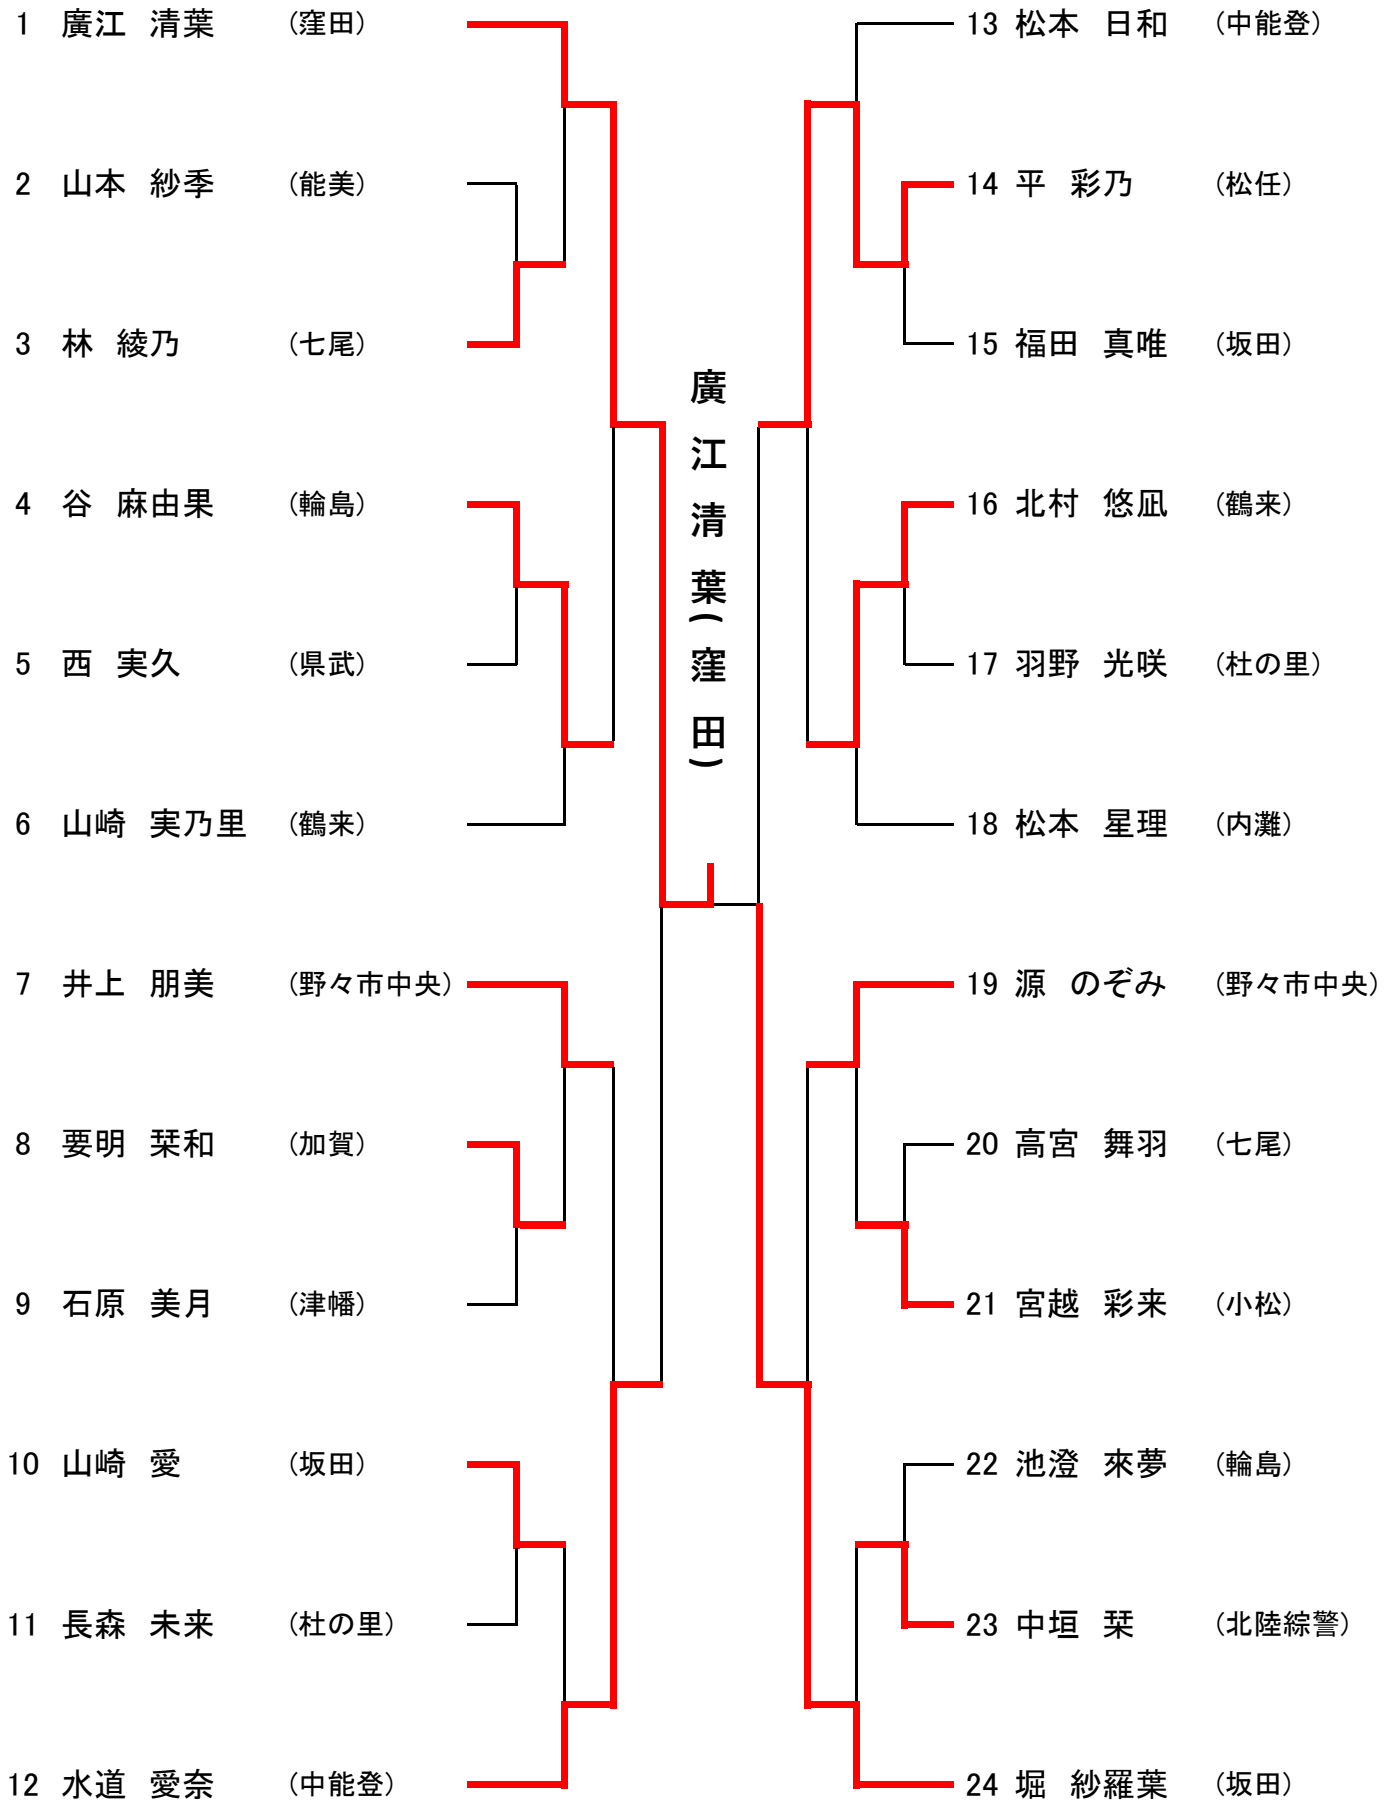 1 廣江 清葉 (窪田)
2 山本 紗季 (能美)
3 林 綾乃 (七尾)
4 谷 麻由果 (輪島)
5 西 実久 (県武)
6 山崎 実乃里 (鶴来)
7 井上 朋美 (野々市中央)
8 要明 栞和 (加賀)
9 石原 美月 (津幡)
10 山崎 愛 (坂田)
11 長森 未来 (杜の里)
12 水道 愛奈 (中能登)
廣江清葉(窪田)
13 松本 日和 (中能登)
14 平 彩乃 (松任)
15 福田 真唯 (坂田)
16 北村 悠凪 (鶴来)
17 羽野 光咲 (杜の里)
18 松本 星理 (内灘)
19 源 のぞみ (野々市中央)
20 高宮 舞羽 (七尾)
21 宮越 彩来 (小松)
22 池澄 來夢 (輪島)
23 中垣 栞 (北陸綜警)
24 堀 紗羅葉 (坂田)